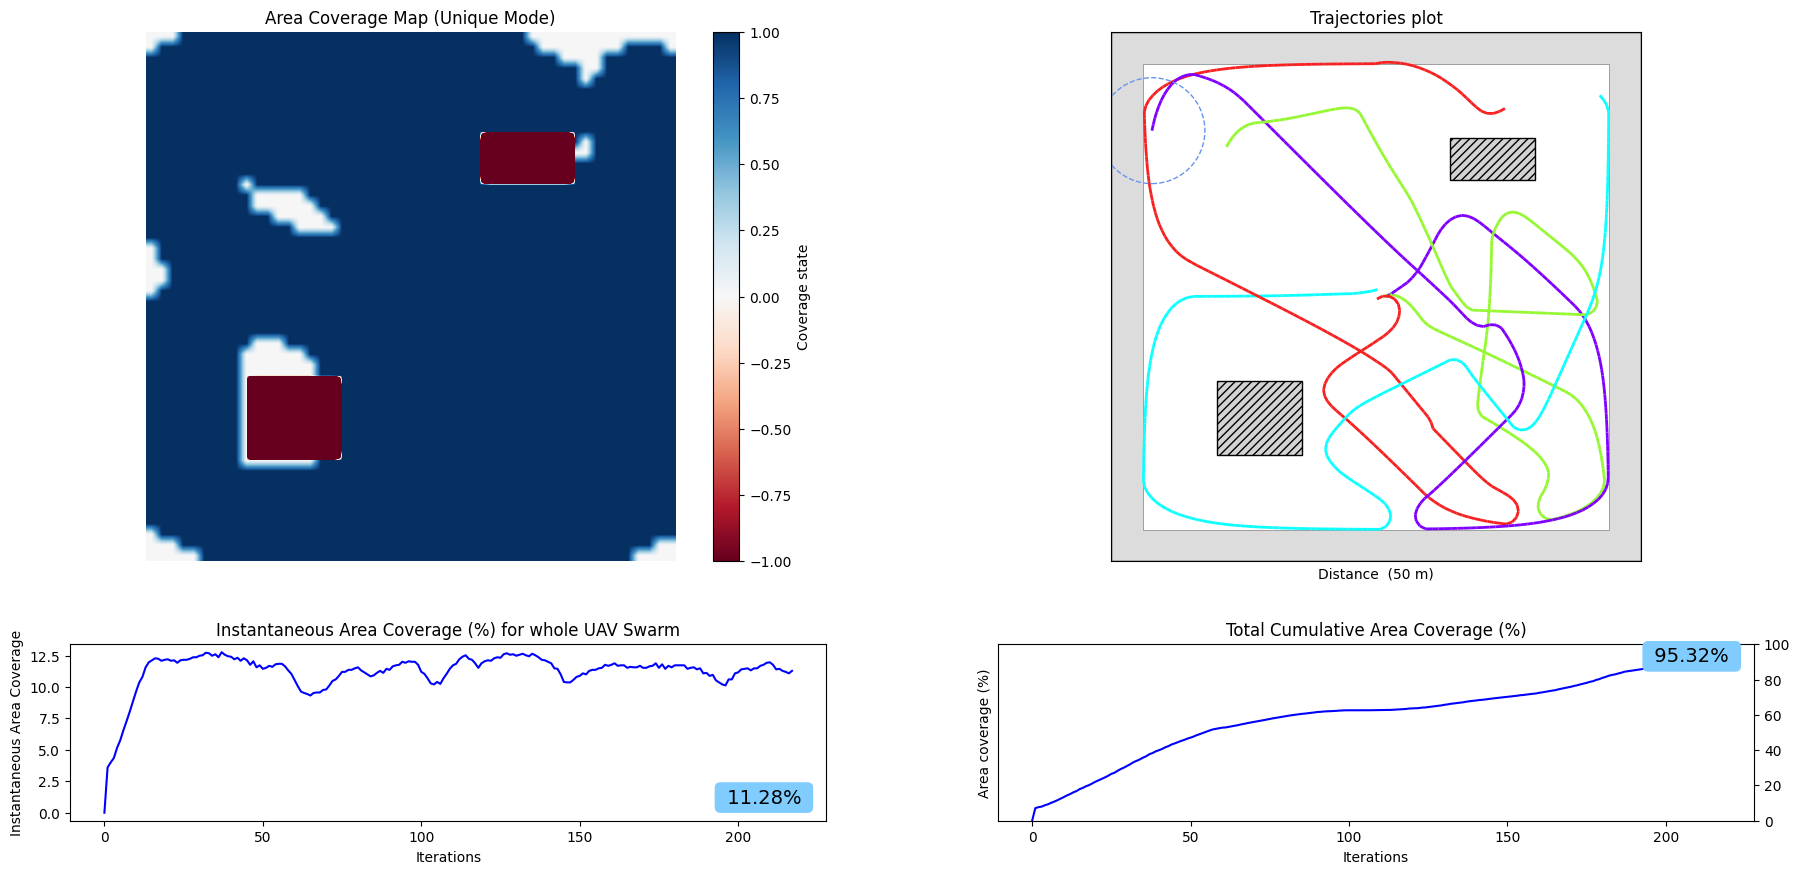 Area Coverage Map (Unique Mode)
1.00
0.75
0.50
0.25
0.00
−0.25
−0.50
−0.75
−1.00
Coverage state
Trajectories plot
Distance  (50 m)
Instantaneous Area Coverage (%) for whole UAV Swarm
Instantaneous Area Coverage
12.5
10.0
7.5
5.0
2.5
0.0
11.28%
0 50 100 150 200
Iterations
Total Cumulative Area Coverage (%)
Area coverage (%)
95.32%
100
80
60
40
20
0
0 50 100 150 200
Iterations